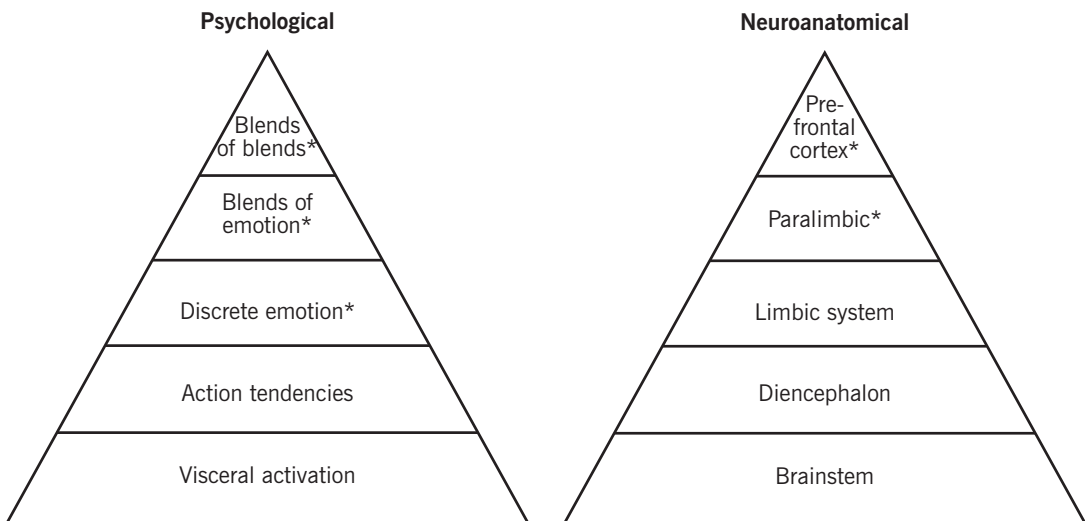 Psychological
Blends
of blends*
Blends of
emotion*
Discrete emotion*
Action tendencies
Visceral activation
Neuroanatomical
Pre-
frontal
cortex*
Paralimbic*
Limbic system
Diencephalon
Brainstem